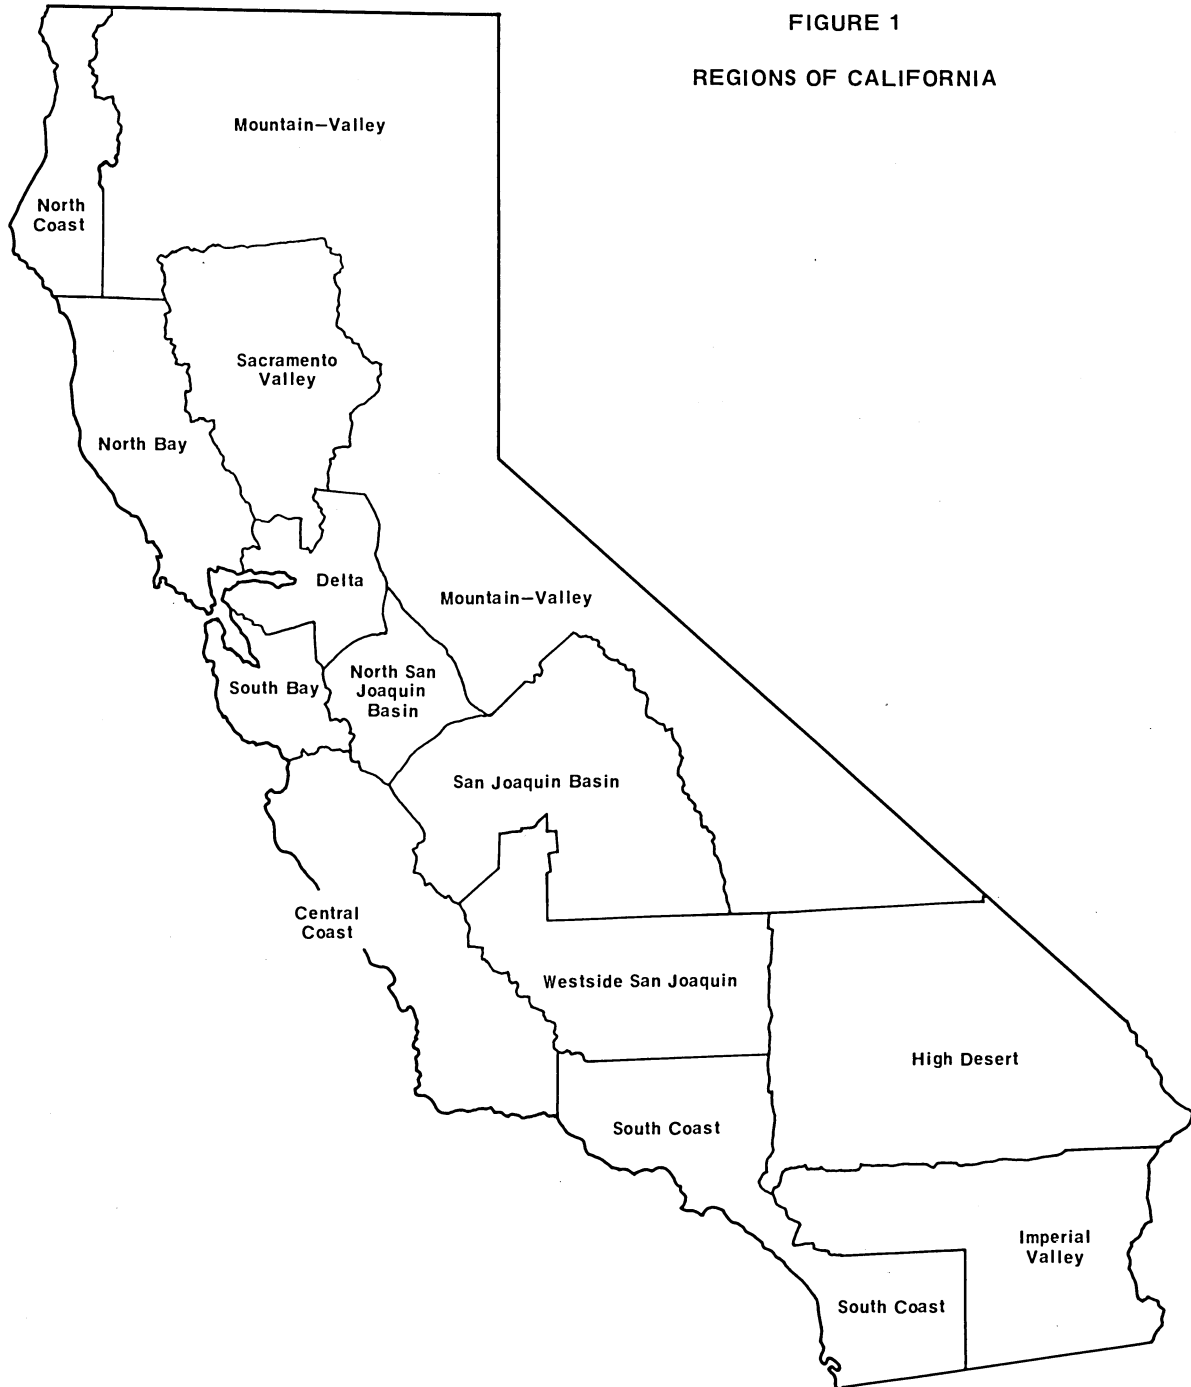 FIGURE 1
REGIONS OF CALIFORNIA
Mountain–Valley
North
Coast
Sacramento
Valley
North Bay
Delta
Mountain–Valley
North San
Joaquin
Basin
South Bay
San Joaquin Basin
Central
Coast
Westside San Joaquin
High Desert
South Coast
Imperial
Valley
South Coast